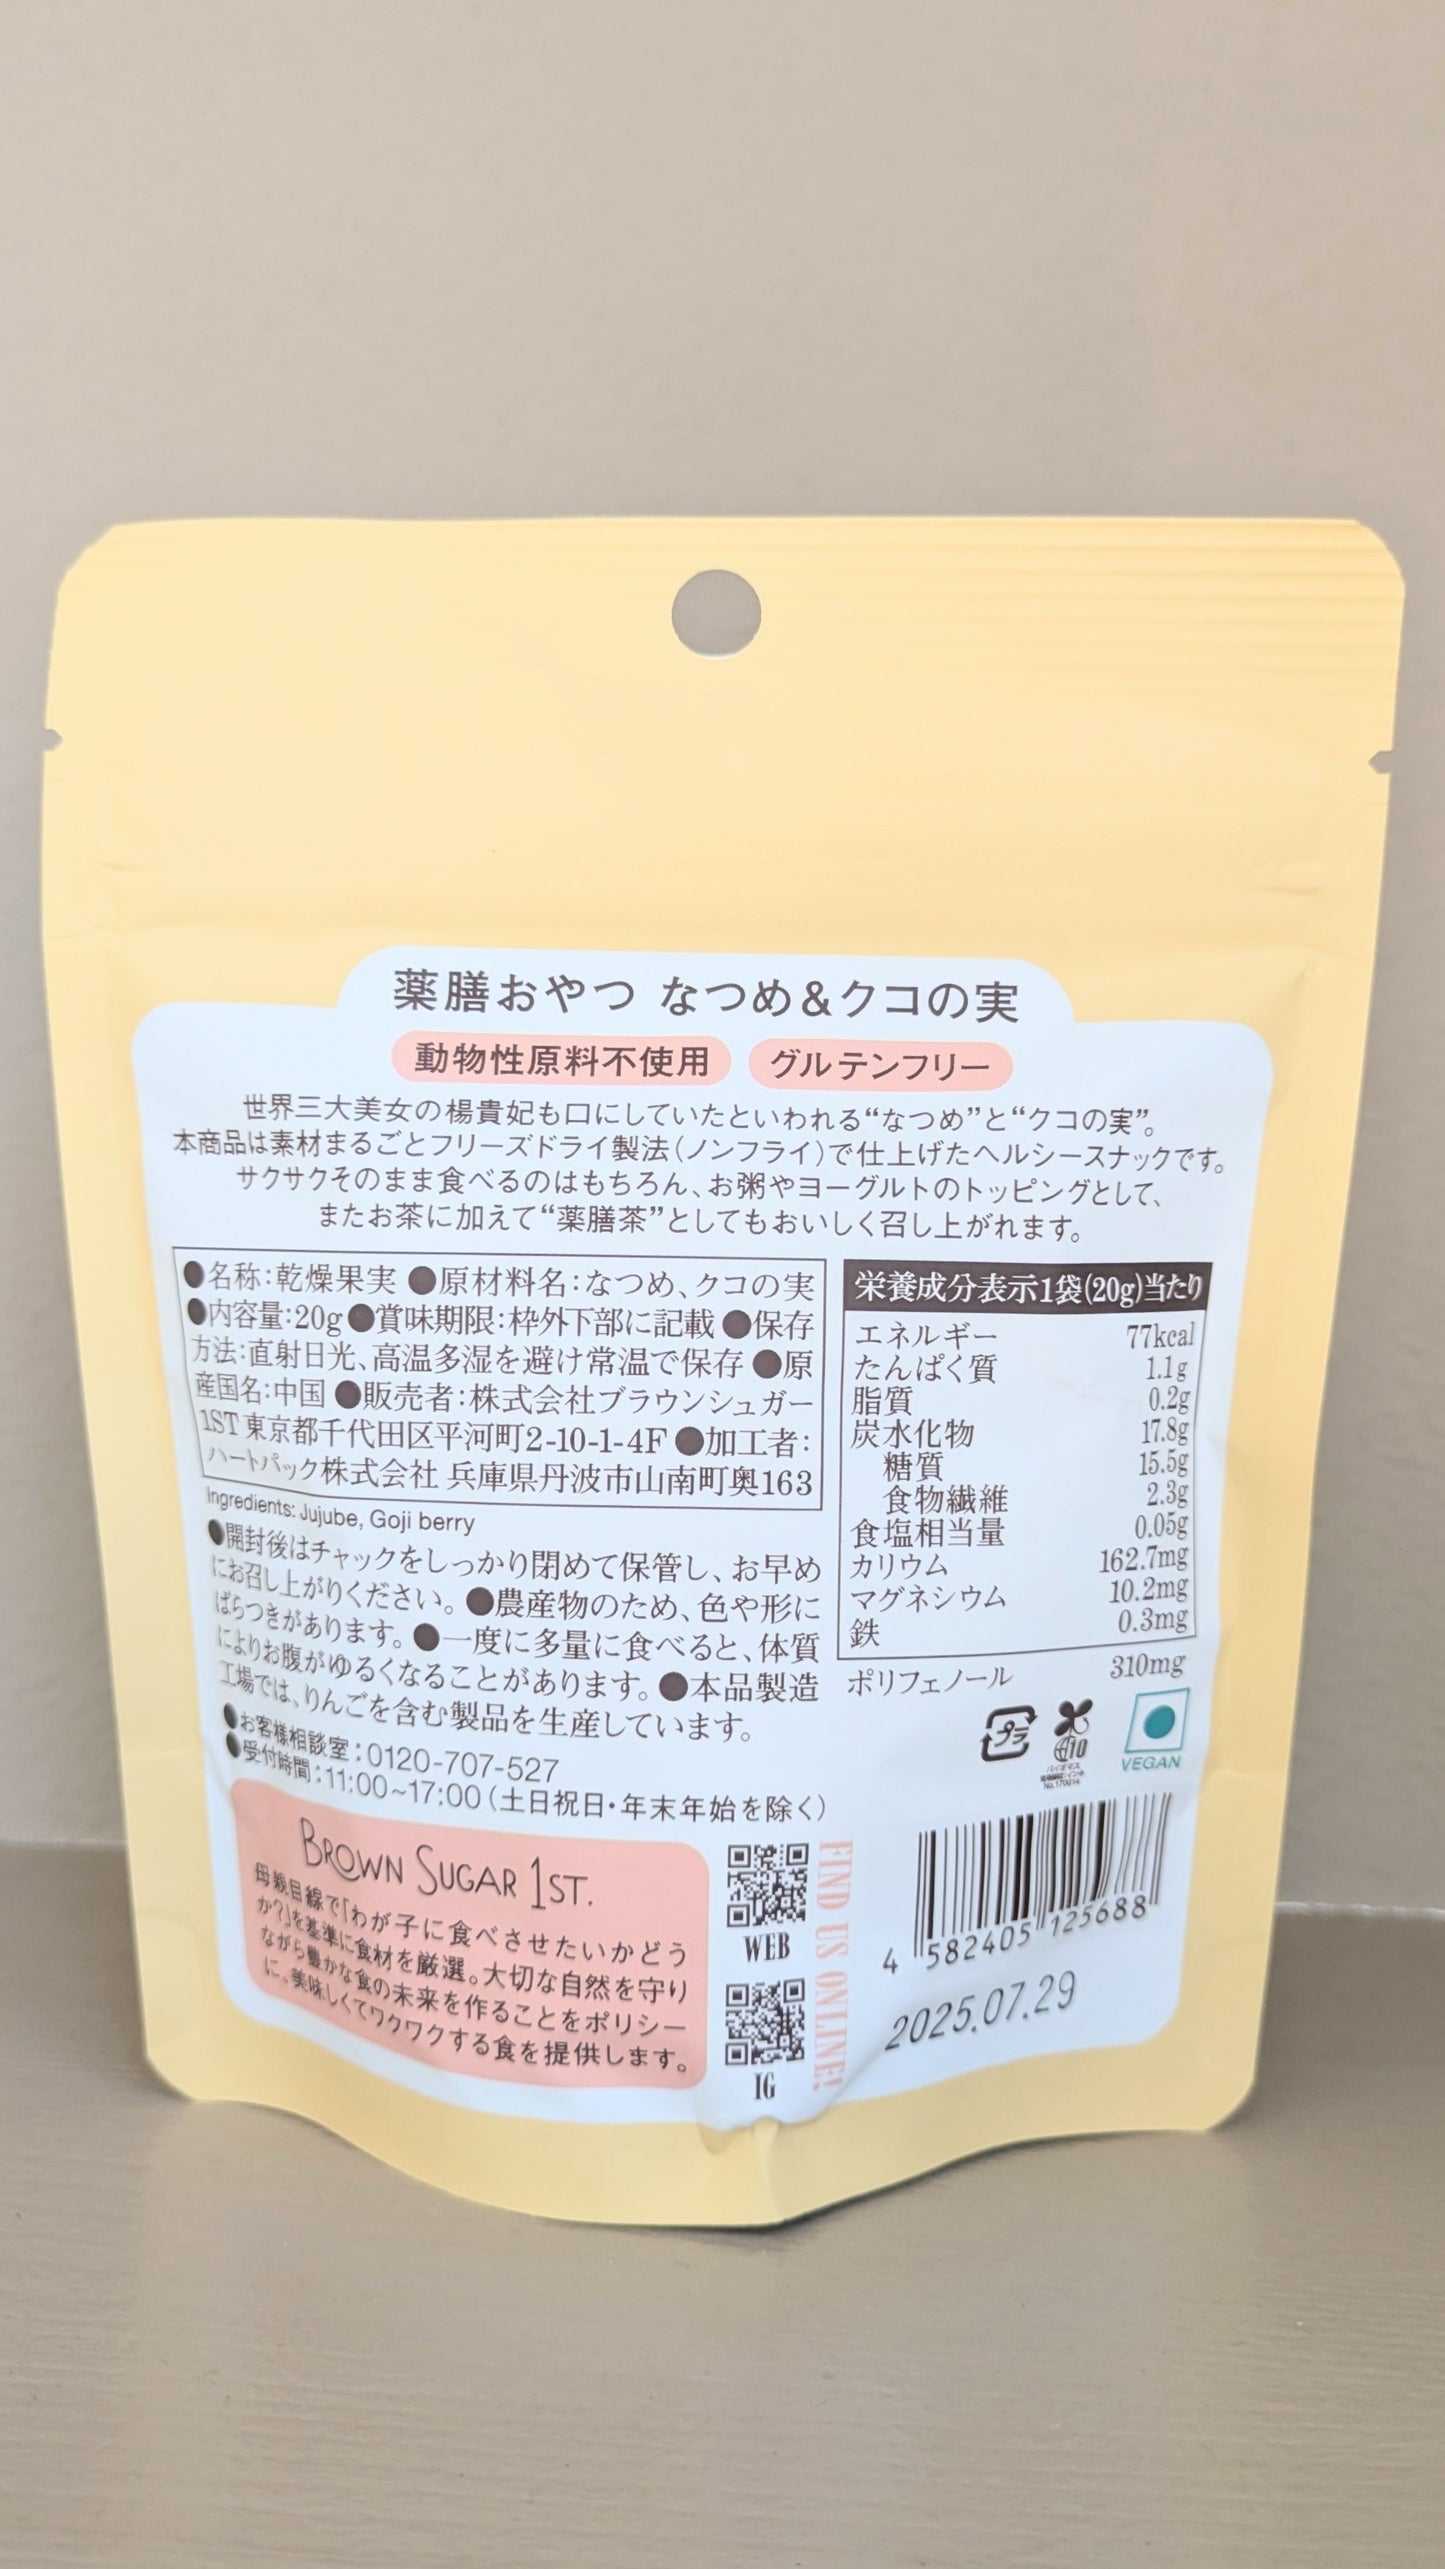 薬膳おやつ なつめ&クコの実
動物性原料不使用 グルテンフリー
世界三大美女の楊貴妃も口にしていたといわれる“なつめ”と“クコの実”。
本商品は素材まるごとフリーズドライ製法(ノンフライ)で仕上げたヘルシースナックです。
サクサクそのまま食べるのはもちろん、お粥やヨーグルトのトッピングとして、
またお茶に加えて“薬膳茶”としてもおいしく召し上がれます。
●名称:乾燥果実 ●原材料名:なつめ、クコの実
●内容量:20g●賞味期限:枠外下部に記載 ●保存
方法:直射日光、高温多湿を避け常温で保存 ●原
産国名:中国 ●販売者:株式会社ブラウンシュガー
1ST 東京都千代田区平河町2-10-1-4F ●加工者:
ハートパック株式会社 兵庫県丹波市山南町奥163
Ingredients: Jujube, Goji berry
●開封後はチャックをしっかり閉めて保管し、お早め
にお召し上がりください。●農産物のため、色や形に
ばらつきがあります。●一度に多量に食べると、体質
によりお腹がゆるくなることがあります。●本品製造
工場では、りんごを含む製品を生産しています。
●お客様相談室:0120-707-527
●受付時間:11:00~17:00(土日祝日・年末年始を除く)
栄養成分表示1袋(20g)当たり
エネルギー 77kcal
たんぱく質 1.1g
脂質 0.2g
炭水化物 17.8g
糖質 15.5g
食物繊維 2.3g
食塩相当量 0.05g
カリウム 162.7mg
マグネシウム 10.2mg
鉄 0.3mg
ポリフェノール 310mg
プラ
10
バイオマス
No.170014
VEGAN
BROWN SUGAR 1ST.
母親目線で「わが子に食べさせたいかどう
か?」を基準に食材を厳選。大切な自然を守り
ながら豊かな食の未来を作ることをポリシー
に、美味しくてワクワクする食を提供します。
WEB
IG
FIND US ONLINE!
4 582405 125688
2025.07.29